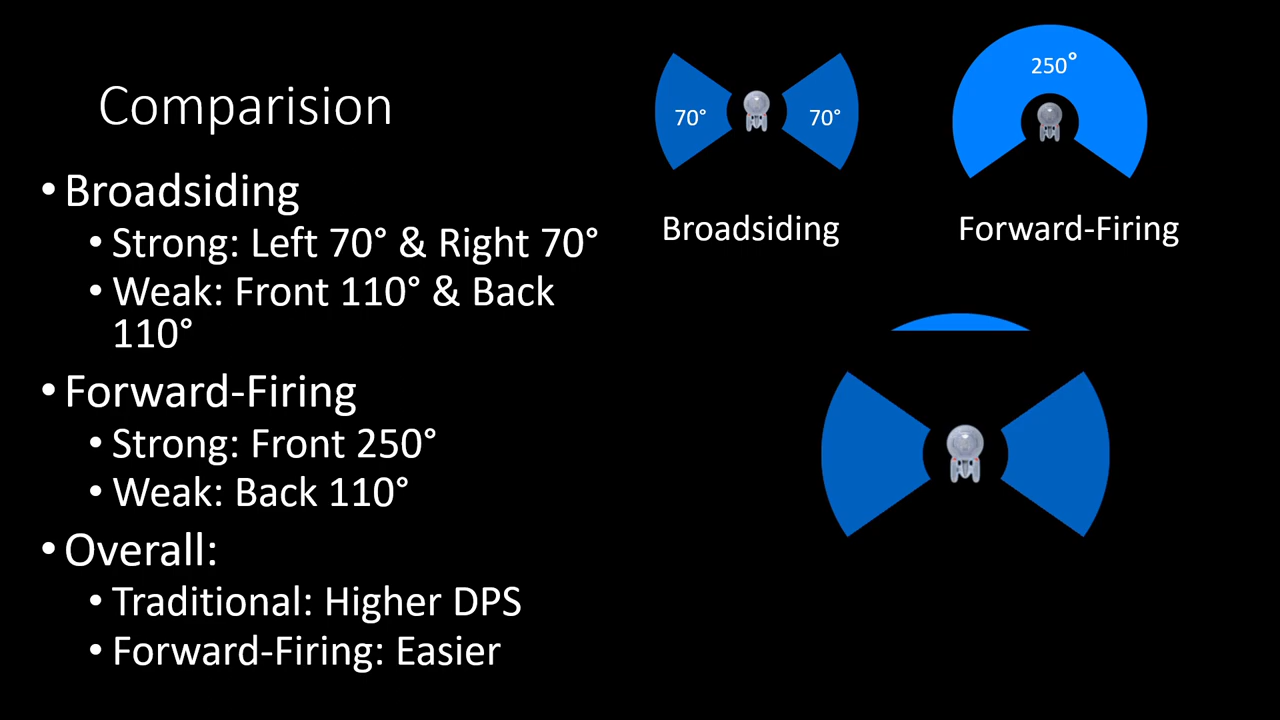 Comparision
• Broadsiding
• Strong: Left 70° & Right 70°
• Weak: Front 110° & Back
110°
• Forward-Firing
• Strong: Front 250°
• Weak: Back 110°
• Overall:
• Traditional: Higher DPS
• Forward-Firing: Easier
70°
70°
Broadsiding
250°
Forward-Firing